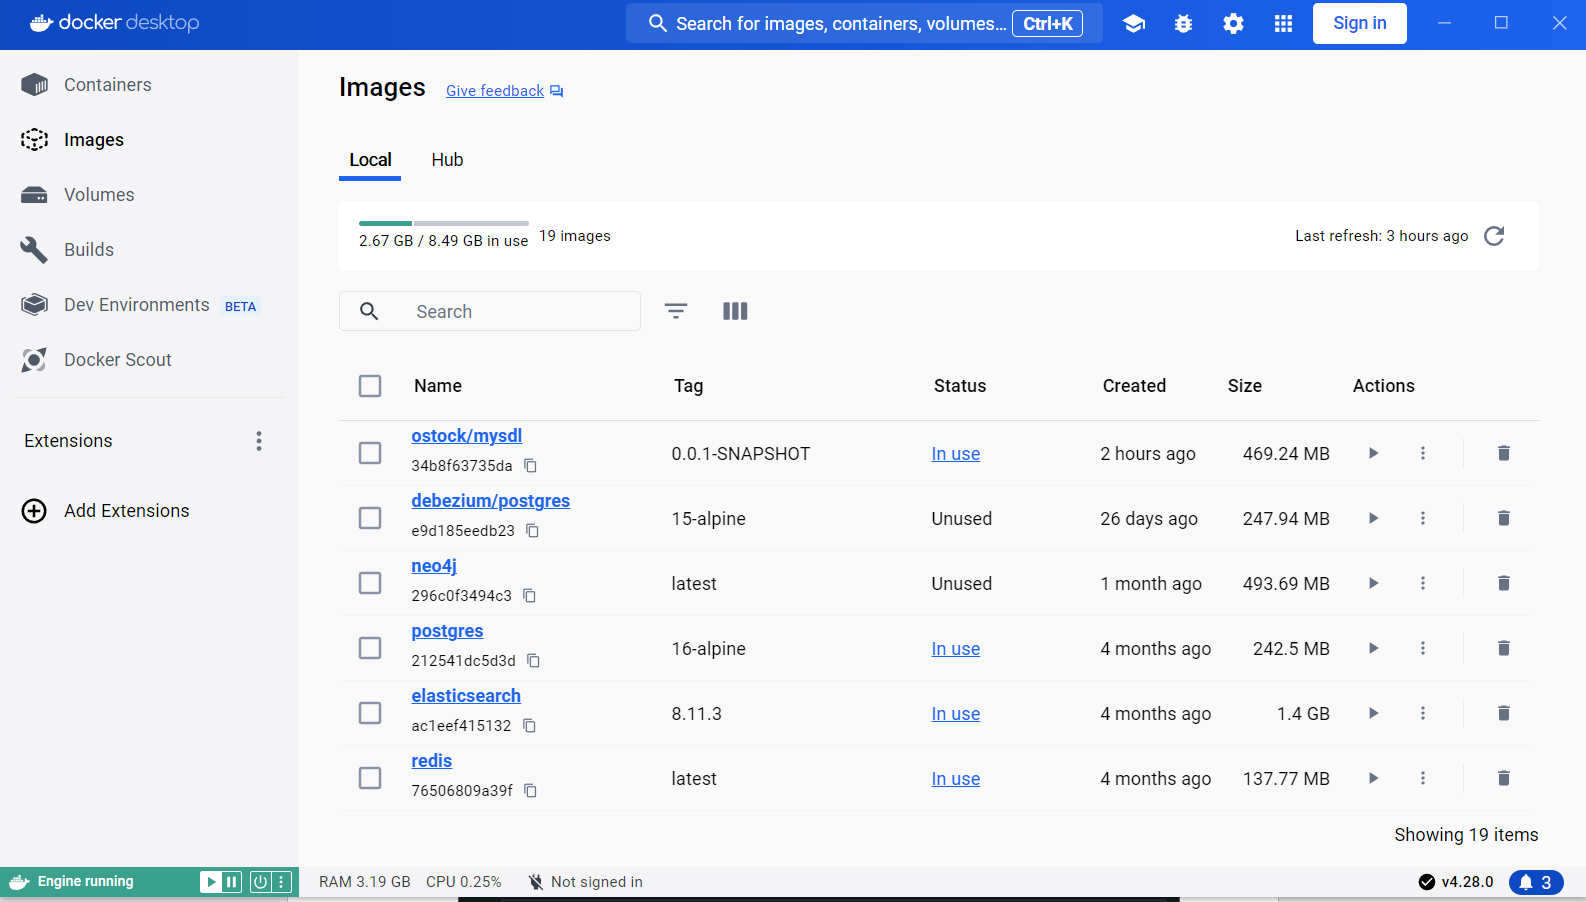 docker desktop
Search for images, containers, volumes... Ctrl+K
Sign in
Containers
Images
Volumes
Builds
Dev Environments BETA
Docker Scout
Extensions
Add Extensions
Images Give feedback
Local Hub
2.67 GB / 8.49 GB in use 19 images Last refresh: 3 hours ago
Search
Name Tag Status Created Size Actions
ostock/mysdl
34b8f63735da 0.0.1-SNAPSHOT In use 2 hours ago 469.24 MB
debezium/postgres
e9d185eedb23 15-alpine Unused 26 days ago 247.94 MB
neo4j
296c0f3494c3 latest Unused 1 month ago 493.69 MB
postgres
212541dc5d3d 16-alpine In use 4 months ago 242.5 MB
elasticsearch
ac1eef415132 8.11.3 In use 4 months ago 1.4 GB
redis
76506809a39f latest In use 4 months ago 137.77 MB
Showing 19 items
Engine running RAM 3.19 GB CPU 0.25% Not signed in v4.28.0 3